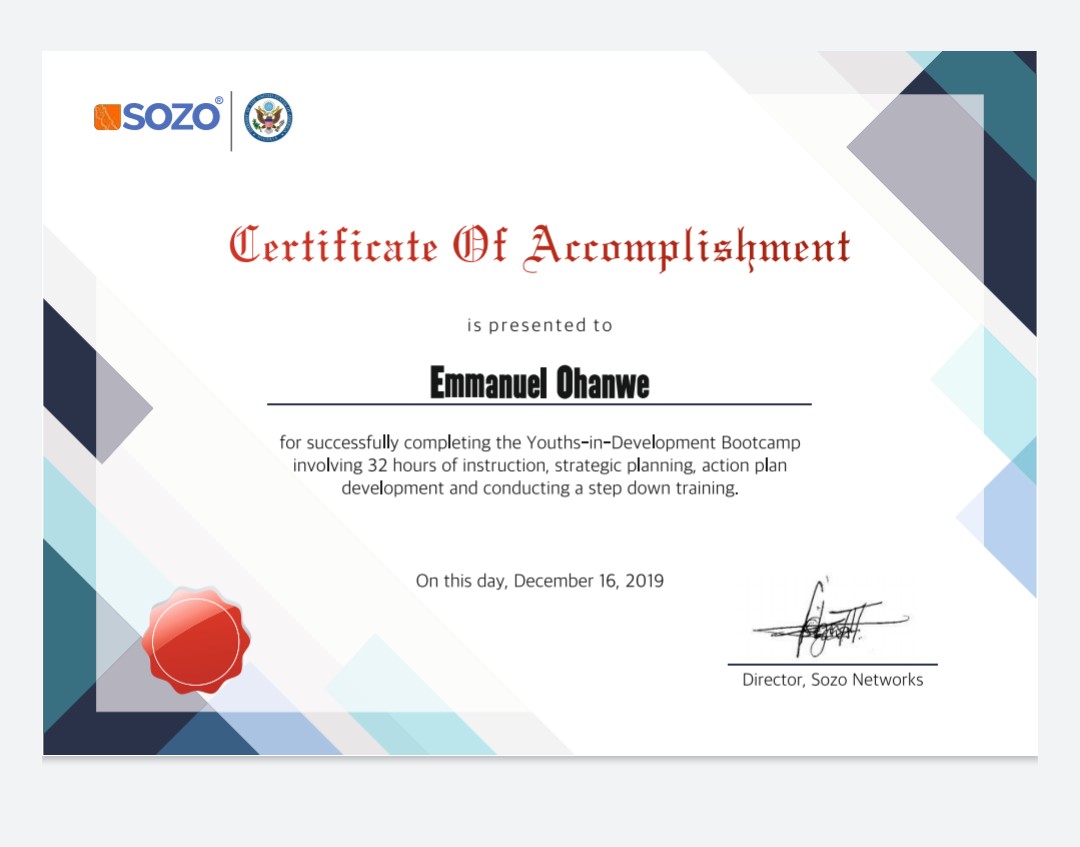 SOZO®
Certificate Of Accomplishment
is presented to
Emmanuel Ohanwe
for successfully completing the Youths-in-Development Bootcamp
involving 32 hours of instruction, strategic planning, action plan
development and conducting a step down training.
On this day, December 16, 2019
Director, Sozo Networks